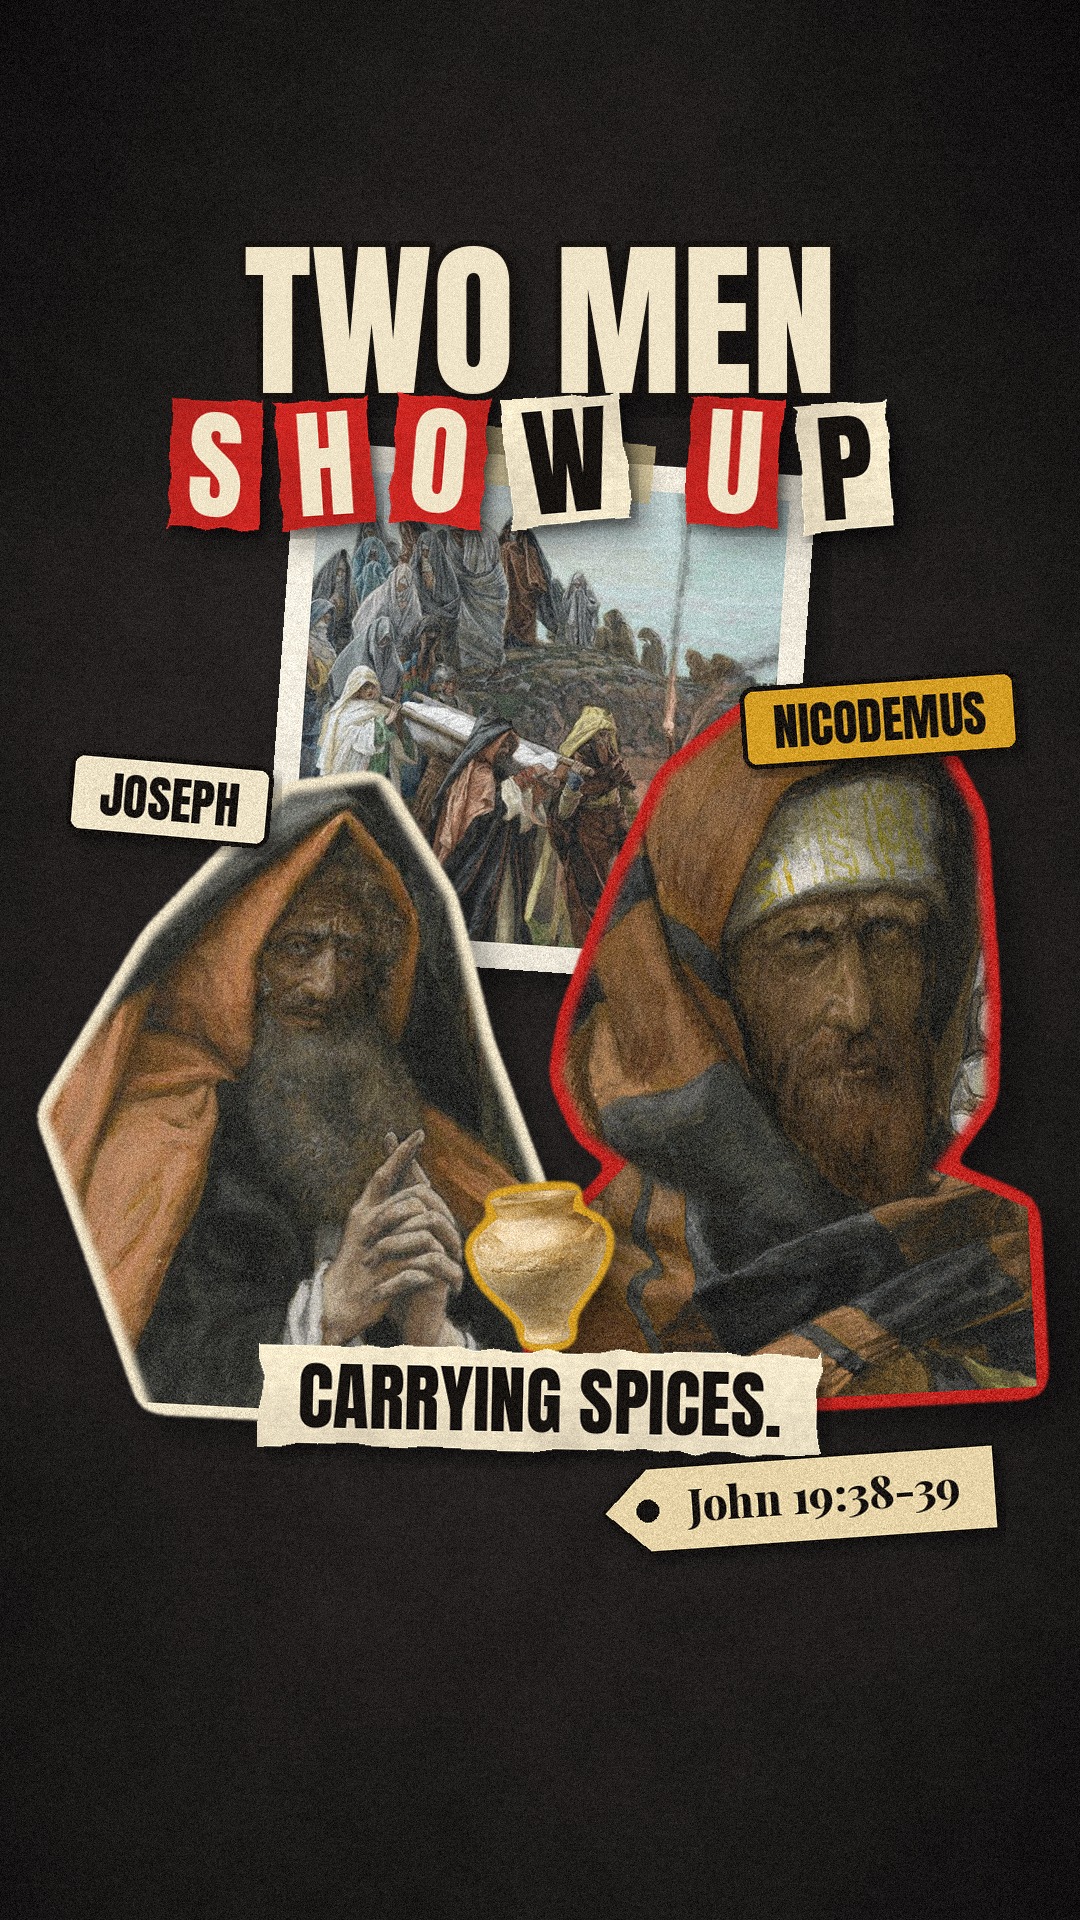 TWO MEN
SHOW UP
NICODEMUS
JOSEPH
CARRYING SPICES.
John 19:38-39